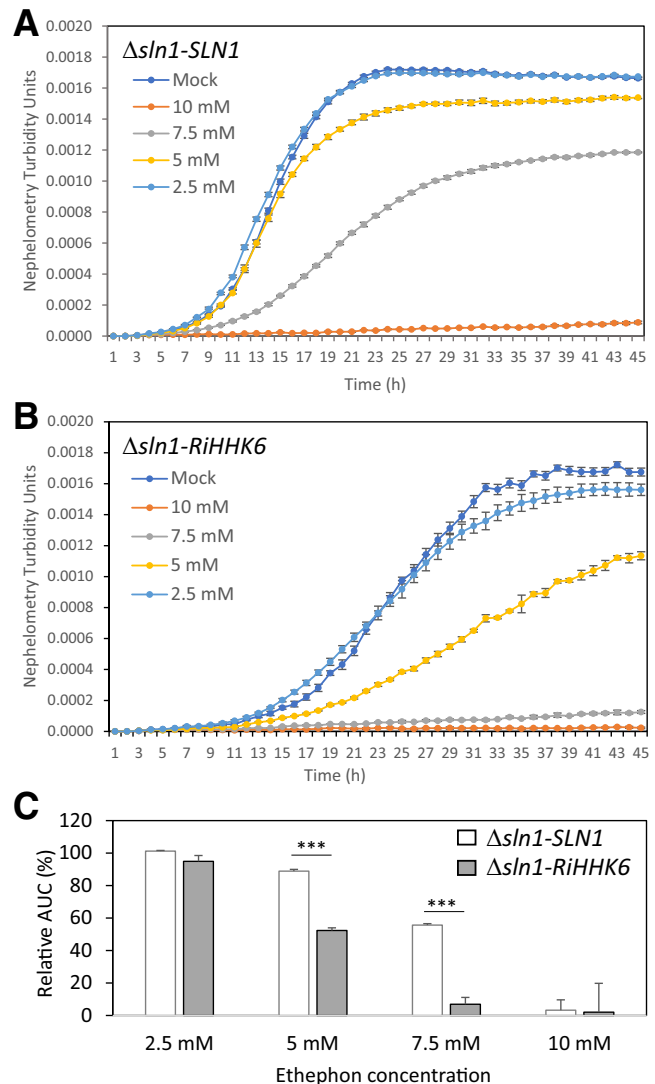 A
0.0020
0.0018
0.0016
0.0014
0.0012
0.0010
0.0008
0.0006
0.0004
0.0002
0.0000
Nephelometry Turbidity Units
Δsln1-SLN1
Mock
10 mM
7.5 mM
5 mM
2.5 mM
1 3 5 7 9 11 13 15 17 19 21 23 25 27 29 31 33 35 37 39 41 43 45
Time (h)
B
0.0020
0.0018
0.0016
0.0014
0.0012
0.0010
0.0008
0.0006
0.0004
0.0002
0.0000
Nephelometry Turbidity Units
Δsln1-RiHHK6
Mock
10 mM
7.5 mM
5 mM
2.5 mM
1 3 5 7 9 11 13 15 17 19 21 23 25 27 29 31 33 35 37 39 41 43 45
Time (h)
C
120
100
80
60
40
20
0
Relative AUC (%)
***
***
Δsln1-SLN1
Δsln1-RiHHK6
2.5 mM 5 mM 7.5 mM 10 mM
Ethephon concentration